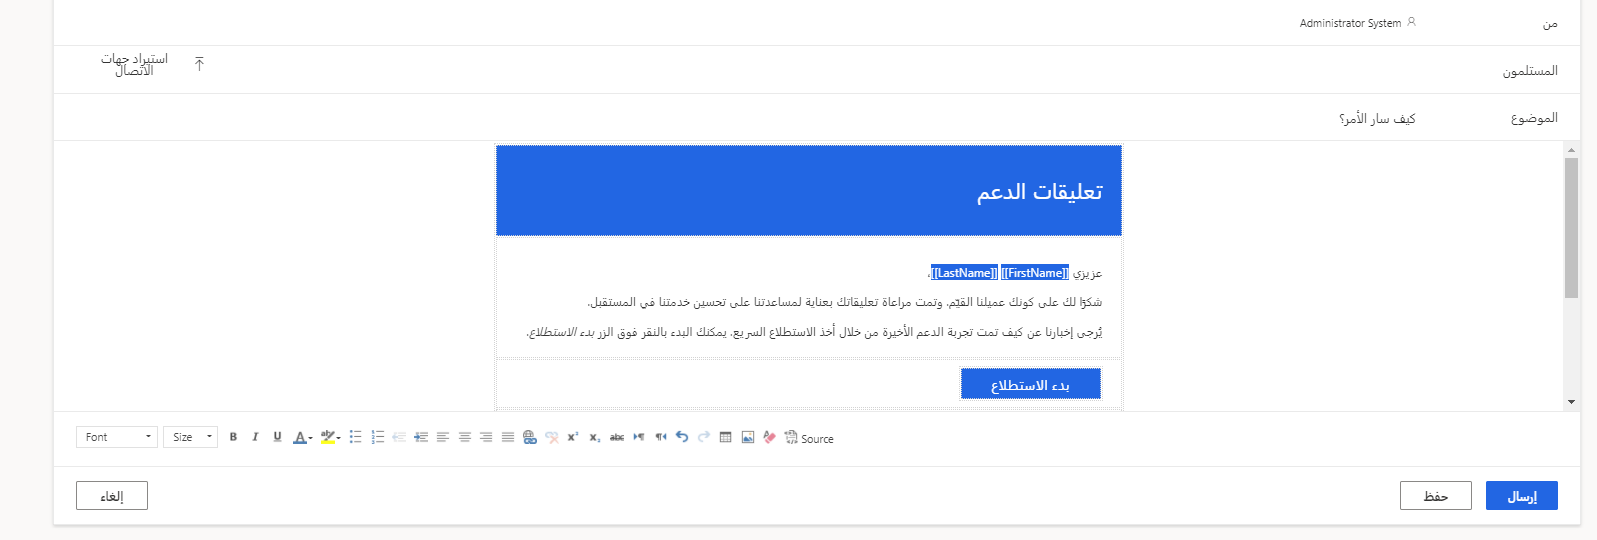 من Administrator System
المستلمون استيراد جهات
الاتصال
الموضوع كيف سار الأمر؟
تعليقات الدعم
عزيزي [[FirstName]] [[LastName]]،
شكرًا لك على كونك عميلنا القيّم. وتمت مراعاة تعليقاتك بعناية لمساعدتنا على تحسين خدمتنا في المستقبل.
يُرجى إخبارنا عن كيف تمت تجربة الدعم الأخيرة من خلال أخذ الاستطلاع السريع. يمكنك البدء بالنقر فوق الزر بدء الاستطلاع.
بدء الاستطلاع
Font Size B I U Source
إرسال حفظ إلغاء